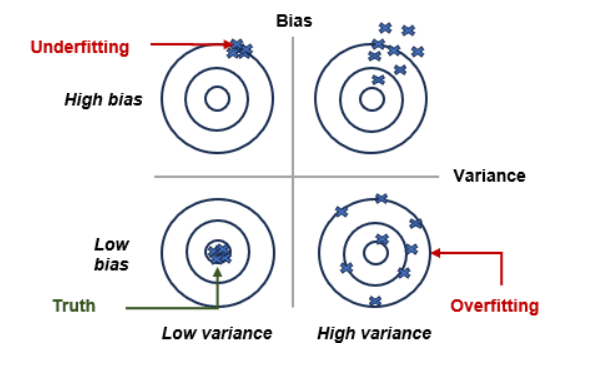 Bias
Underfitting
High bias
Variance
Low
bias
Truth
Overfitting
Low variance
High variance